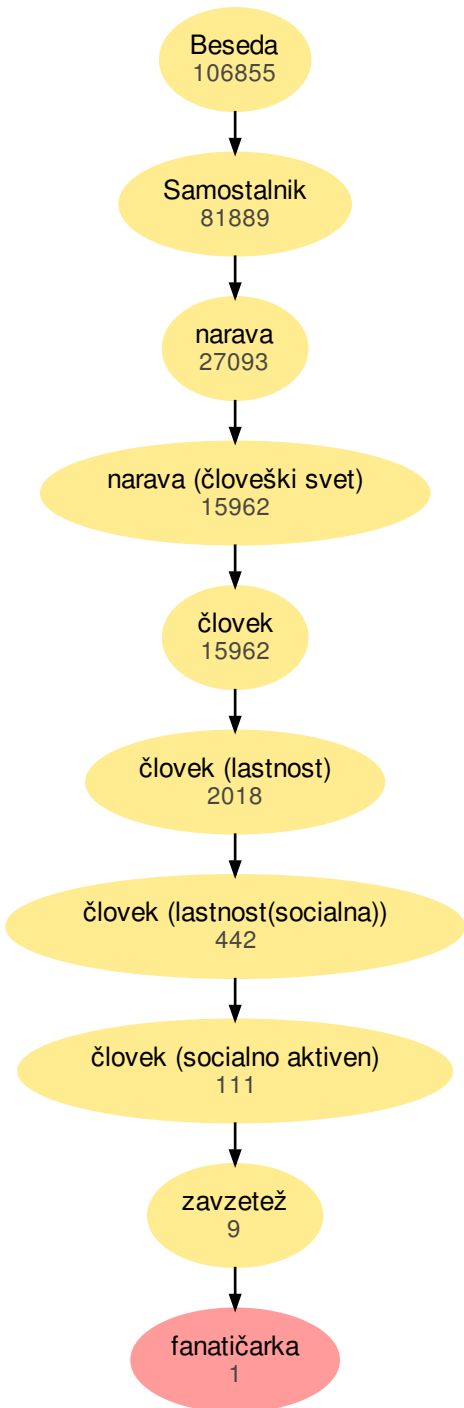 Beseda
106855
Samostalnik
81889
narava
27093
narava (človeški svet)
15962
človek
15962
človek (lastnost)
2018
človek (lastnost(socialna))
442
človek (socialno aktiven)
111
zavzetež
9
fanatičarka
1